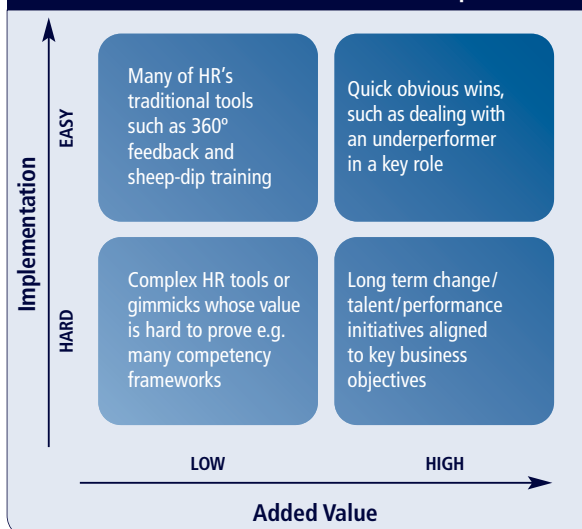 Implementation
EASY
HARD
Many of HR's
traditional tools
such as 360º
feedback and
sheep-dip training
Quick obvious wins,
such as dealing with
an underperformer
in a key role
Complex HR tools or
gimmicks whose value
is hard to prove e.g.
many competency
frameworks
Long term change/
talent/performance
initiatives aligned
to key business
objectives
LOW
HIGH
Added Value